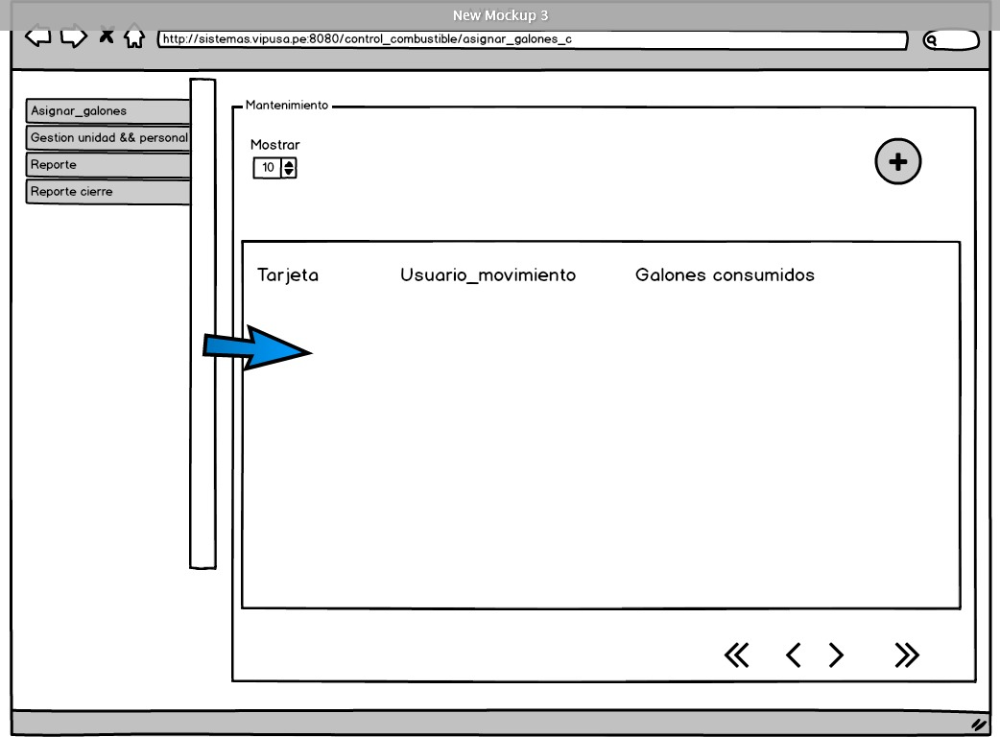 New Mockup 3
http://sistemas.vipusa.pe:8080/control_combustible/asignar_galones_c
Asignar_galones
Gestion unidad && personal
Reporte
Reporte cierre
Mantenimiento
Mostrar
10
Tarjeta Usuario_movimiento Galones consumidos